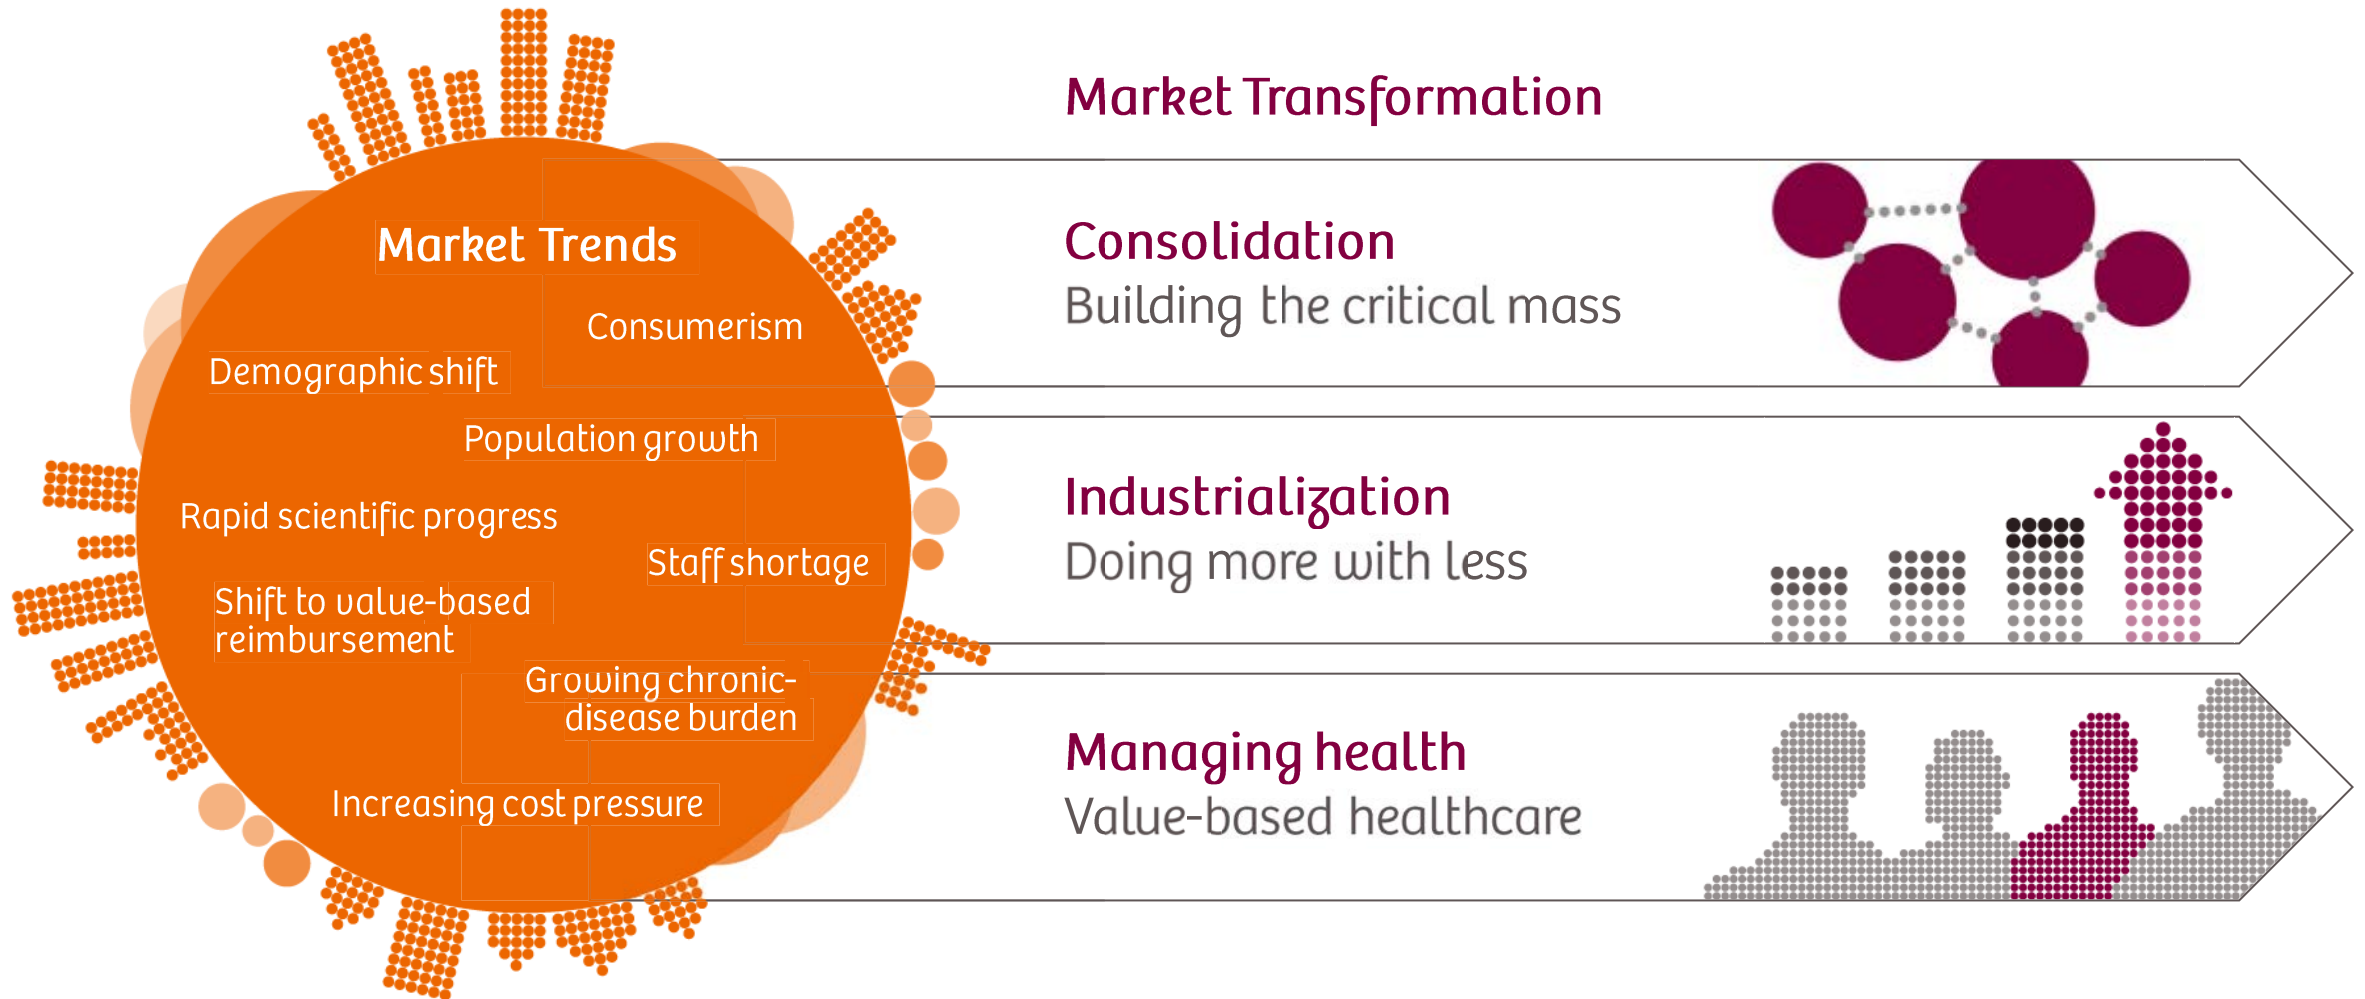 Market Trends
Consumerism
Demographic shift
Population growth
Rapid scientific progress
Staff shortage
Shift to value-based
reimbursement
Growing chronic-
disease burden
Increasing cost pressure
Market Transformation
Consolidation
Building the critical mass
Industrialization
Doing more with less
Managing health
Value-based healthcare